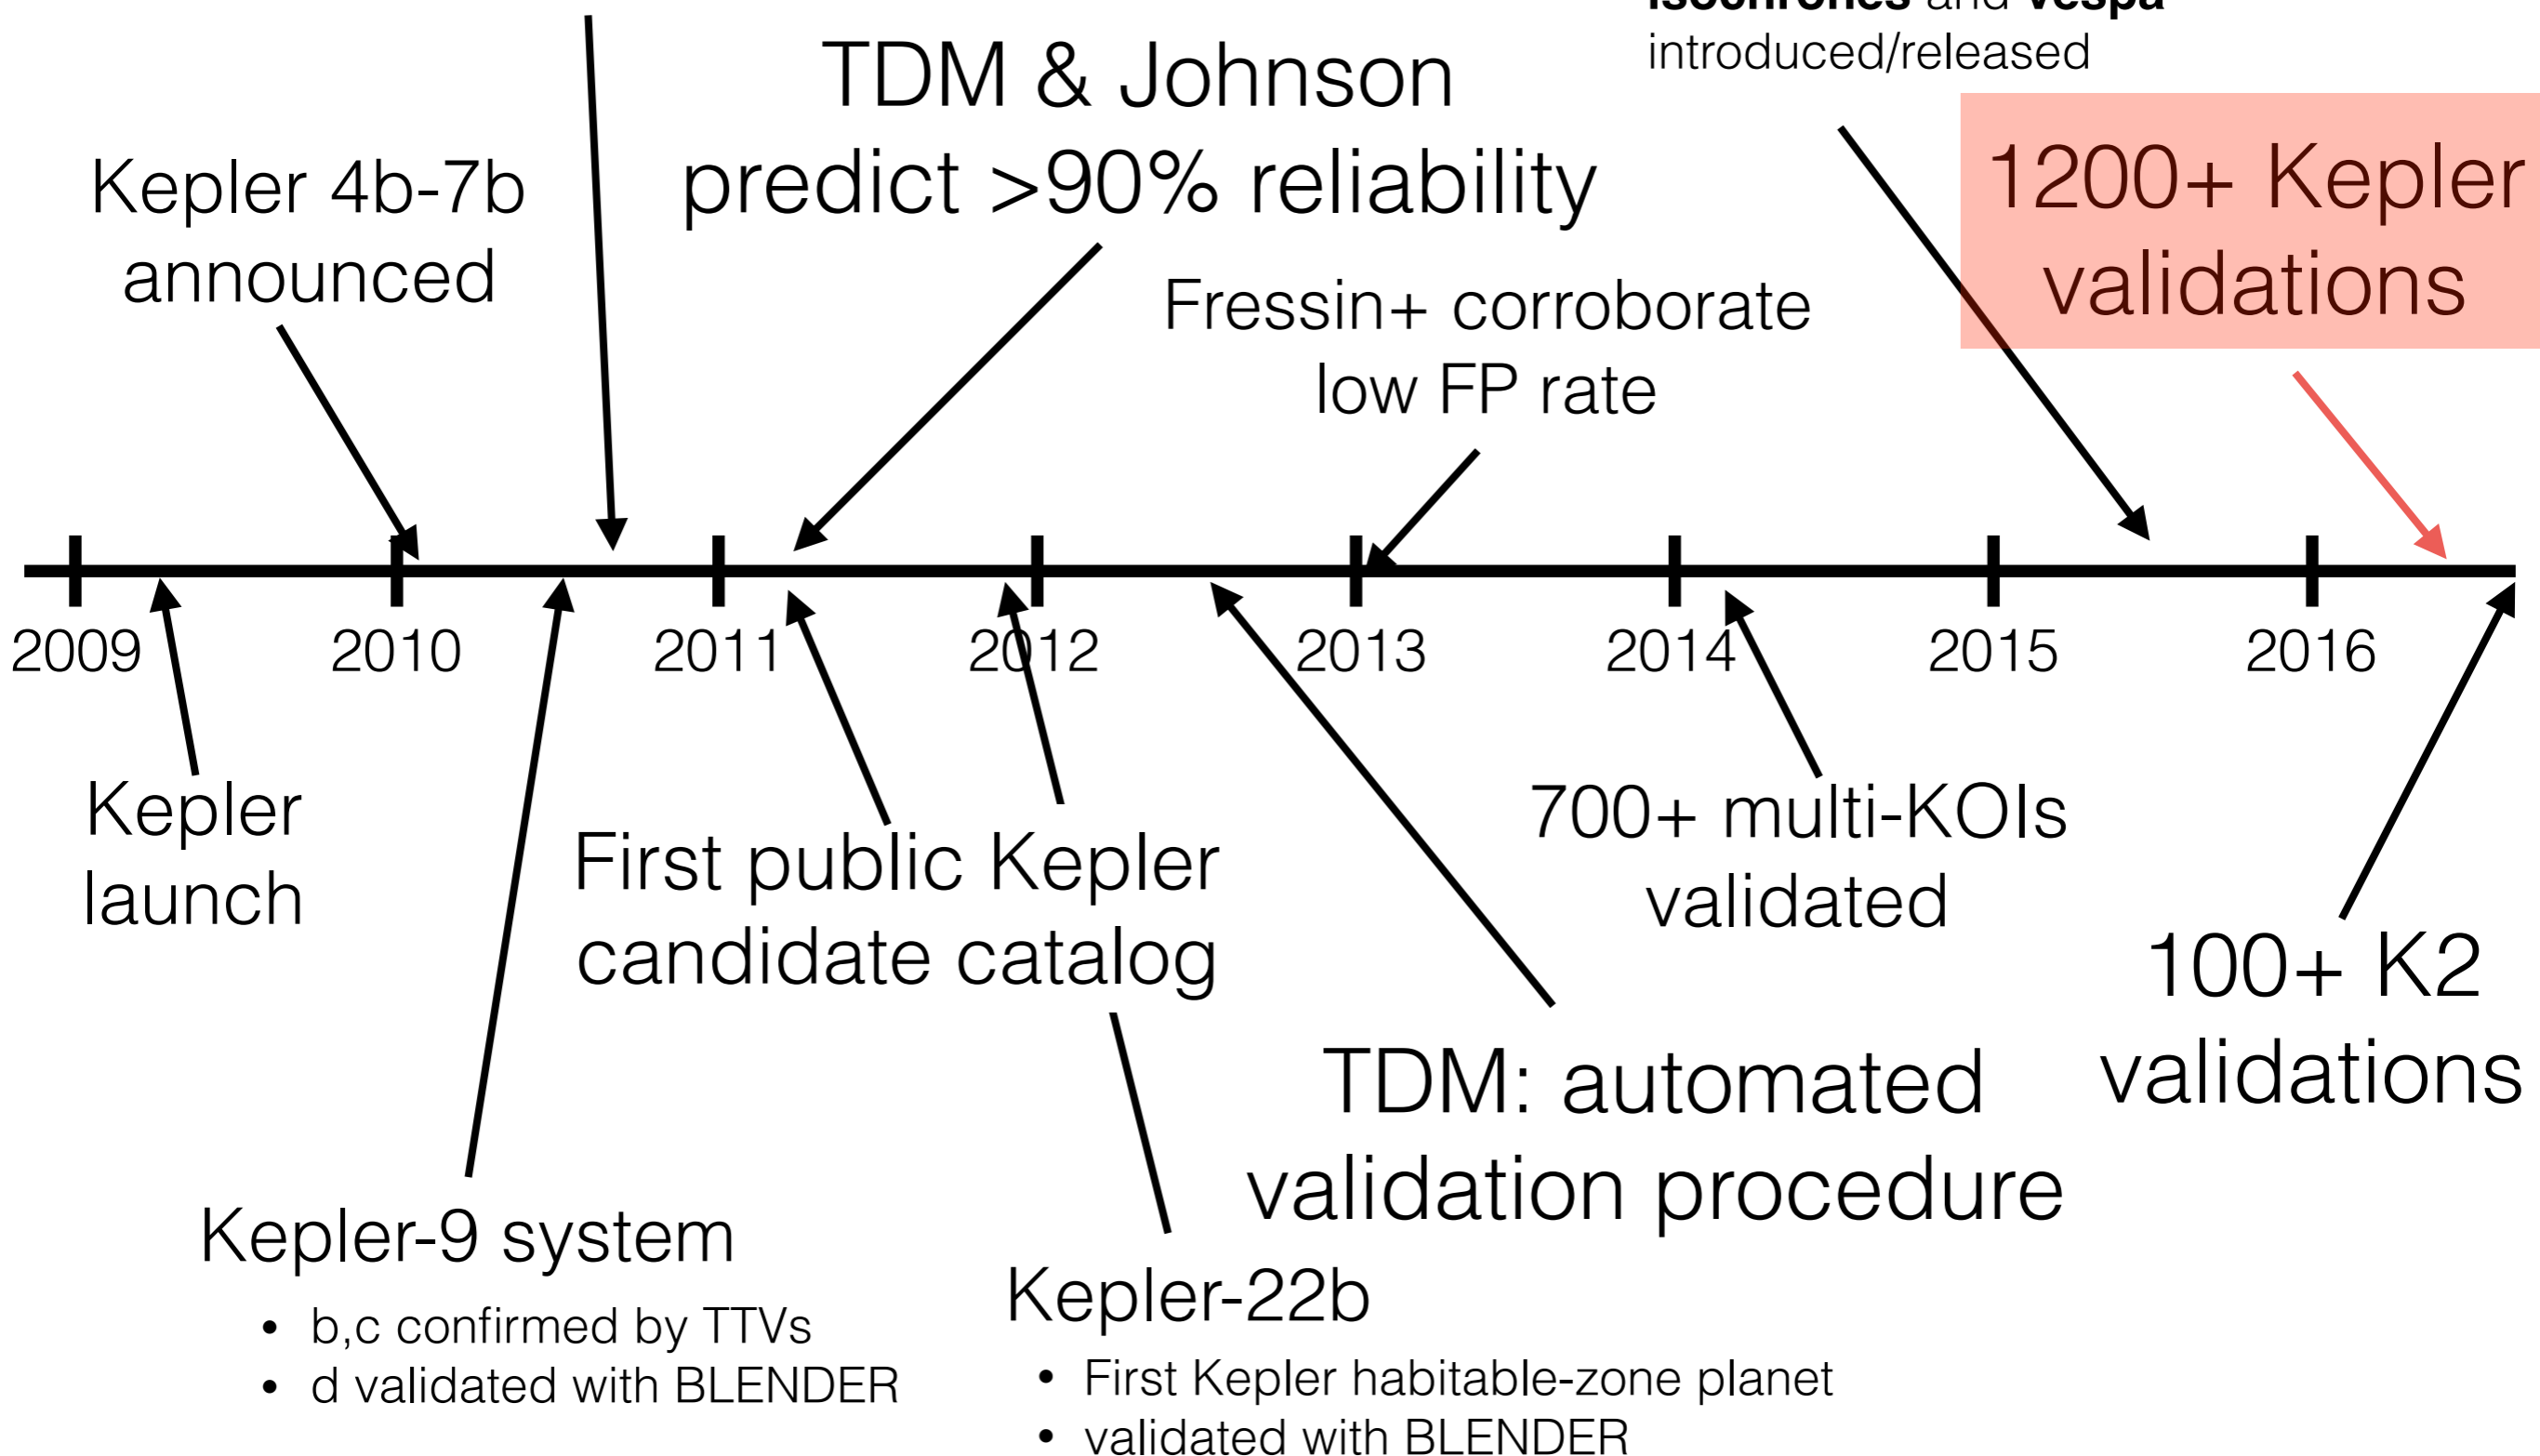 isochrones and vespa
introduced/released
TDM & Johnson
predict >90% reliability
Kepler 4b-7b
announced
1200+ Kepler
validations
Fressin+ corroborate
low FP rate
2009
2010
2011
2012
2013
2014
2015
2016
Kepler
launch
First public Kepler
candidate catalog
700+ multi-KOIs
validated
100+ K2
validations
TDM: automated
validation procedure
Kepler-9 system
• b,c confirmed by TTVs
• d validated with BLENDER
Kepler-22b
• First Kepler habitable-zone planet
• validated with BLENDER